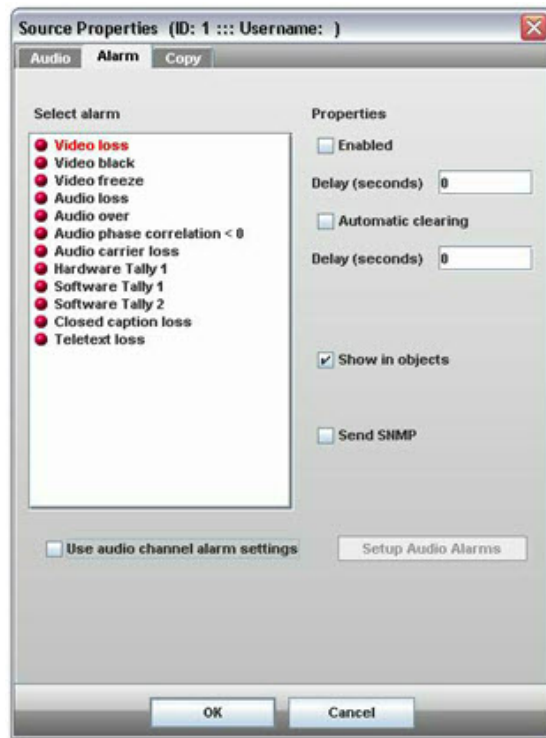 Source Properties (ID: 1 ::: Username: )
Audio Alarm Copy
Select alarm
Video loss
Video black
Video freeze
Audio loss
Audio over
Audio phase correlation < 0
Audio carrier loss
Hardware Tally 1
Software Tally 1
Software Tally 2
Closed caption loss
Teletext loss
Properties
Enabled
Delay (seconds) 0
Automatic clearing
Delay (seconds) 0
Show in objects
Send SNMP
Use audio channel alarm settings
Setup Audio Alarms
OK
Cancel